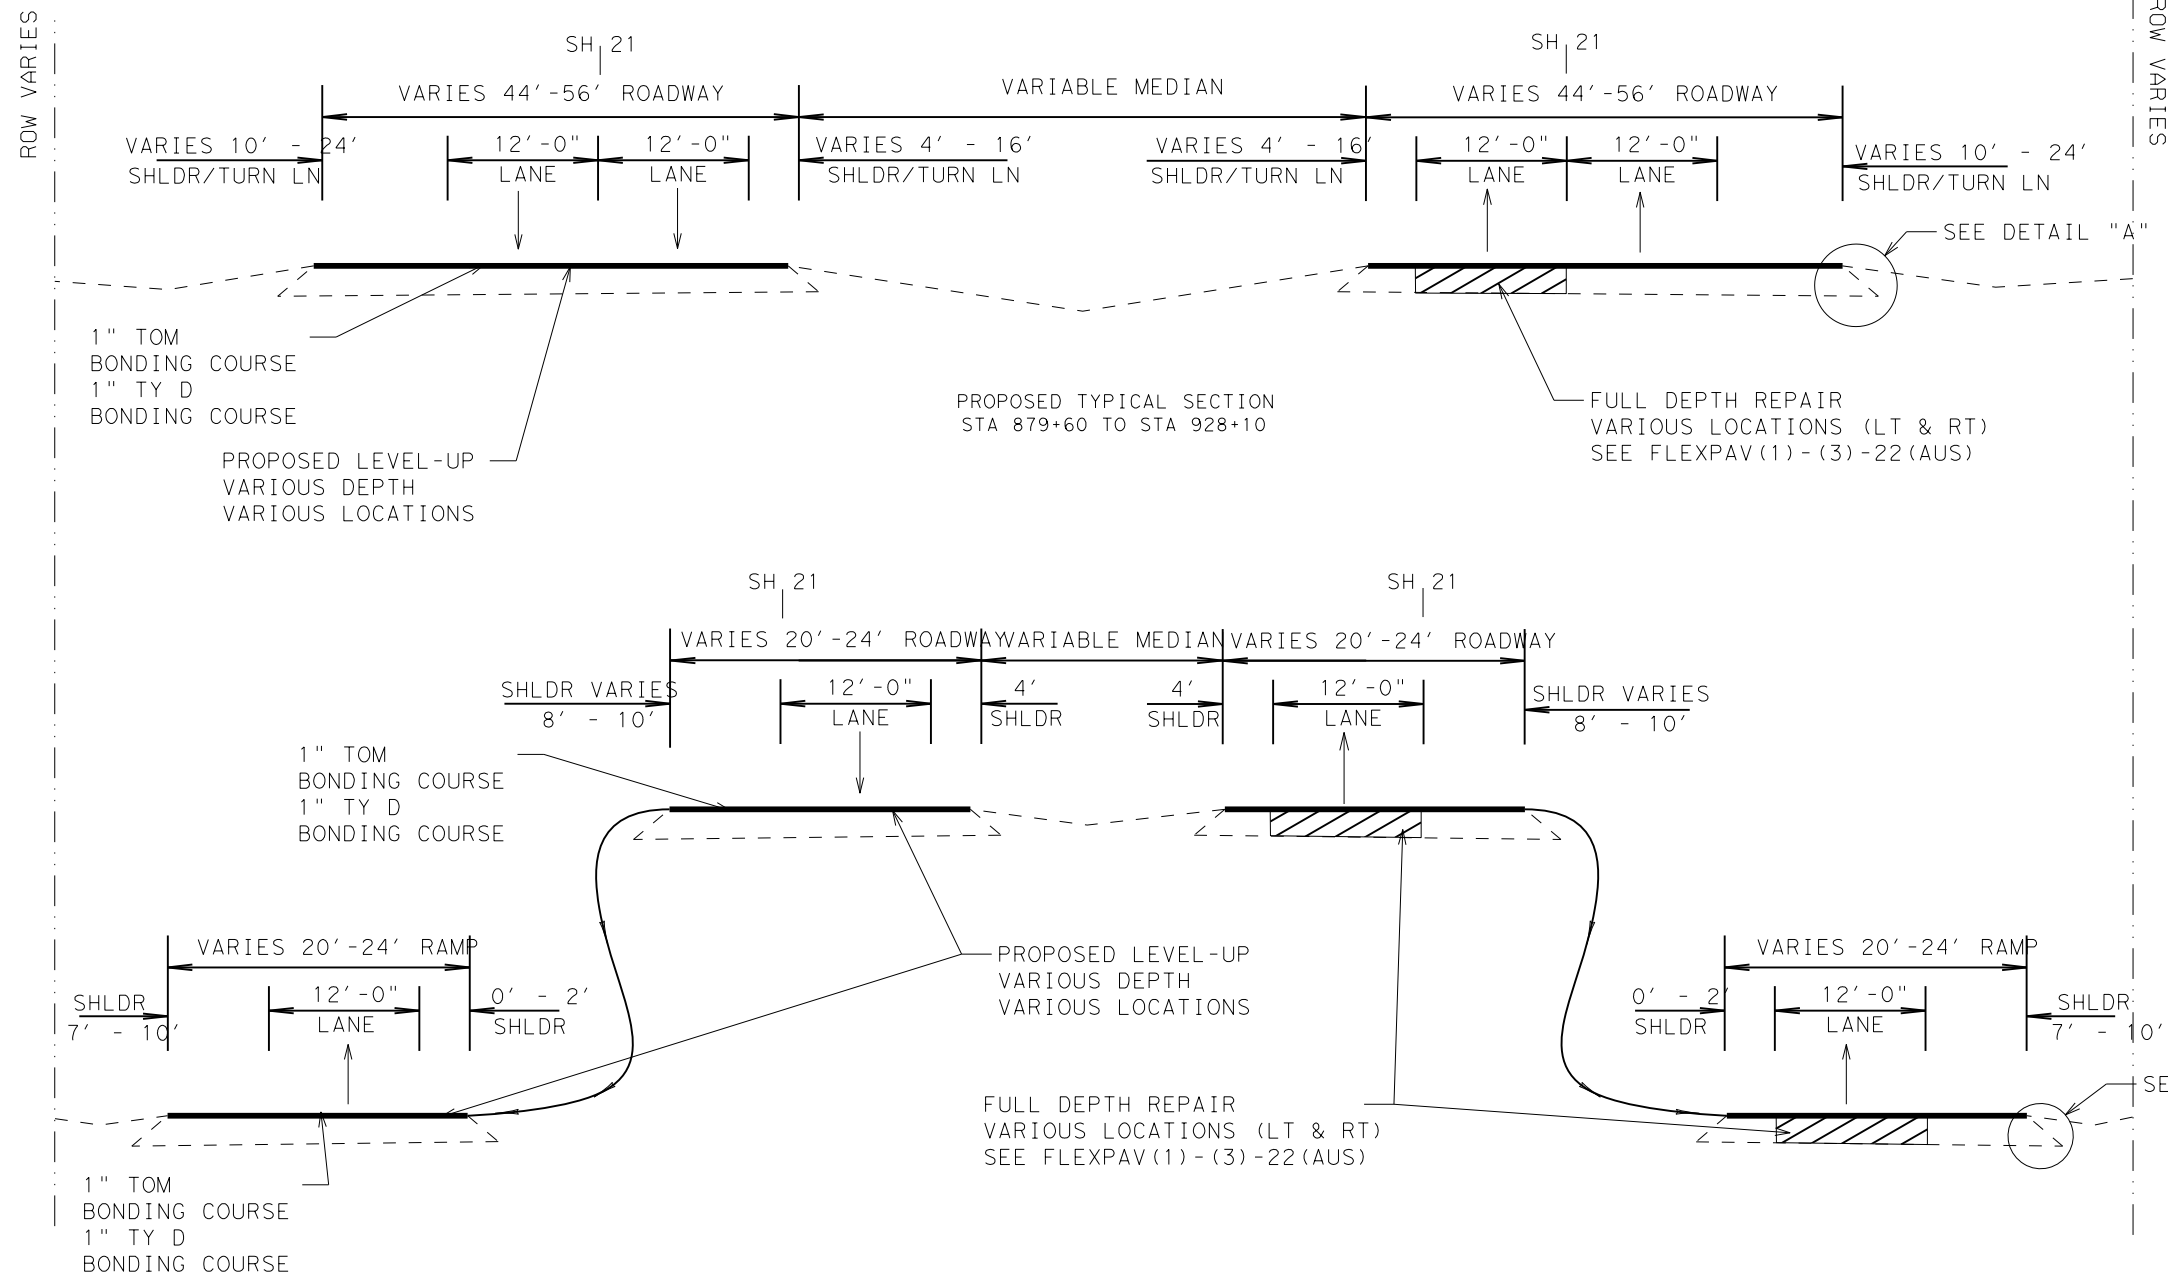 ROW VARIES
ROW VARIES
SH 21
SH 21
VARIES 44'-56' ROADWAY
VARIABLE MEDIAN
VARIES 44'-56' ROADWAY
VARIES 10' - 24'
SHLDR/TURN LN
12'-0"
LANE
12'-0"
LANE
VARIES 4' - 16'
SHLDR/TURN LN
VARIES 4' - 16'
SHLDR/TURN LN
12'-0"
LANE
12'-0"
LANE
VARIES 10' - 24'
SHLDR/TURN LN
SEE DETAIL "A"
1" TOM
BONDING COURSE
1" TY D
BONDING COURSE
PROPOSED LEVEL-UP
VARIOUS DEPTH
VARIOUS LOCATIONS
PROPOSED TYPICAL SECTION
STA 879+60 TO STA 928+10
FULL DEPTH REPAIR
VARIOUS LOCATIONS (LT & RT)
SEE FLEXPAV(1)-(3)-22(AUS)
SH 21
SH 21
VARIES 20'-24' ROADWAY
VARIABLE MEDIAN
VARIES 20'-24' ROADWAY
SHLDR VARIES
8' - 10'
12'-0"
LANE
4'
SHLDR
4'
SHLDR
12'-0"
LANE
SHLDR VARIES
8' - 10'
1" TOM
BONDING COURSE
1" TY D
BONDING COURSE
VARIES 20'-24' RAMP
SHLDR
7' - 10'
12'-0"
LANE
0' - 2'
SHLDR
PROPOSED LEVEL-UP
VARIOUS DEPTH
VARIOUS LOCATIONS
VARIES 20'-24' RAMP
0' - 2'
SHLDR
12'-0"
LANE
SHLDR
7' - 10'
SE
FULL DEPTH REPAIR
VARIOUS LOCATIONS (LT & RT)
SEE FLEXPAV(1)-(3)-22(AUS)
1" TOM
BONDING COURSE
1" TY D
BONDING COURSE